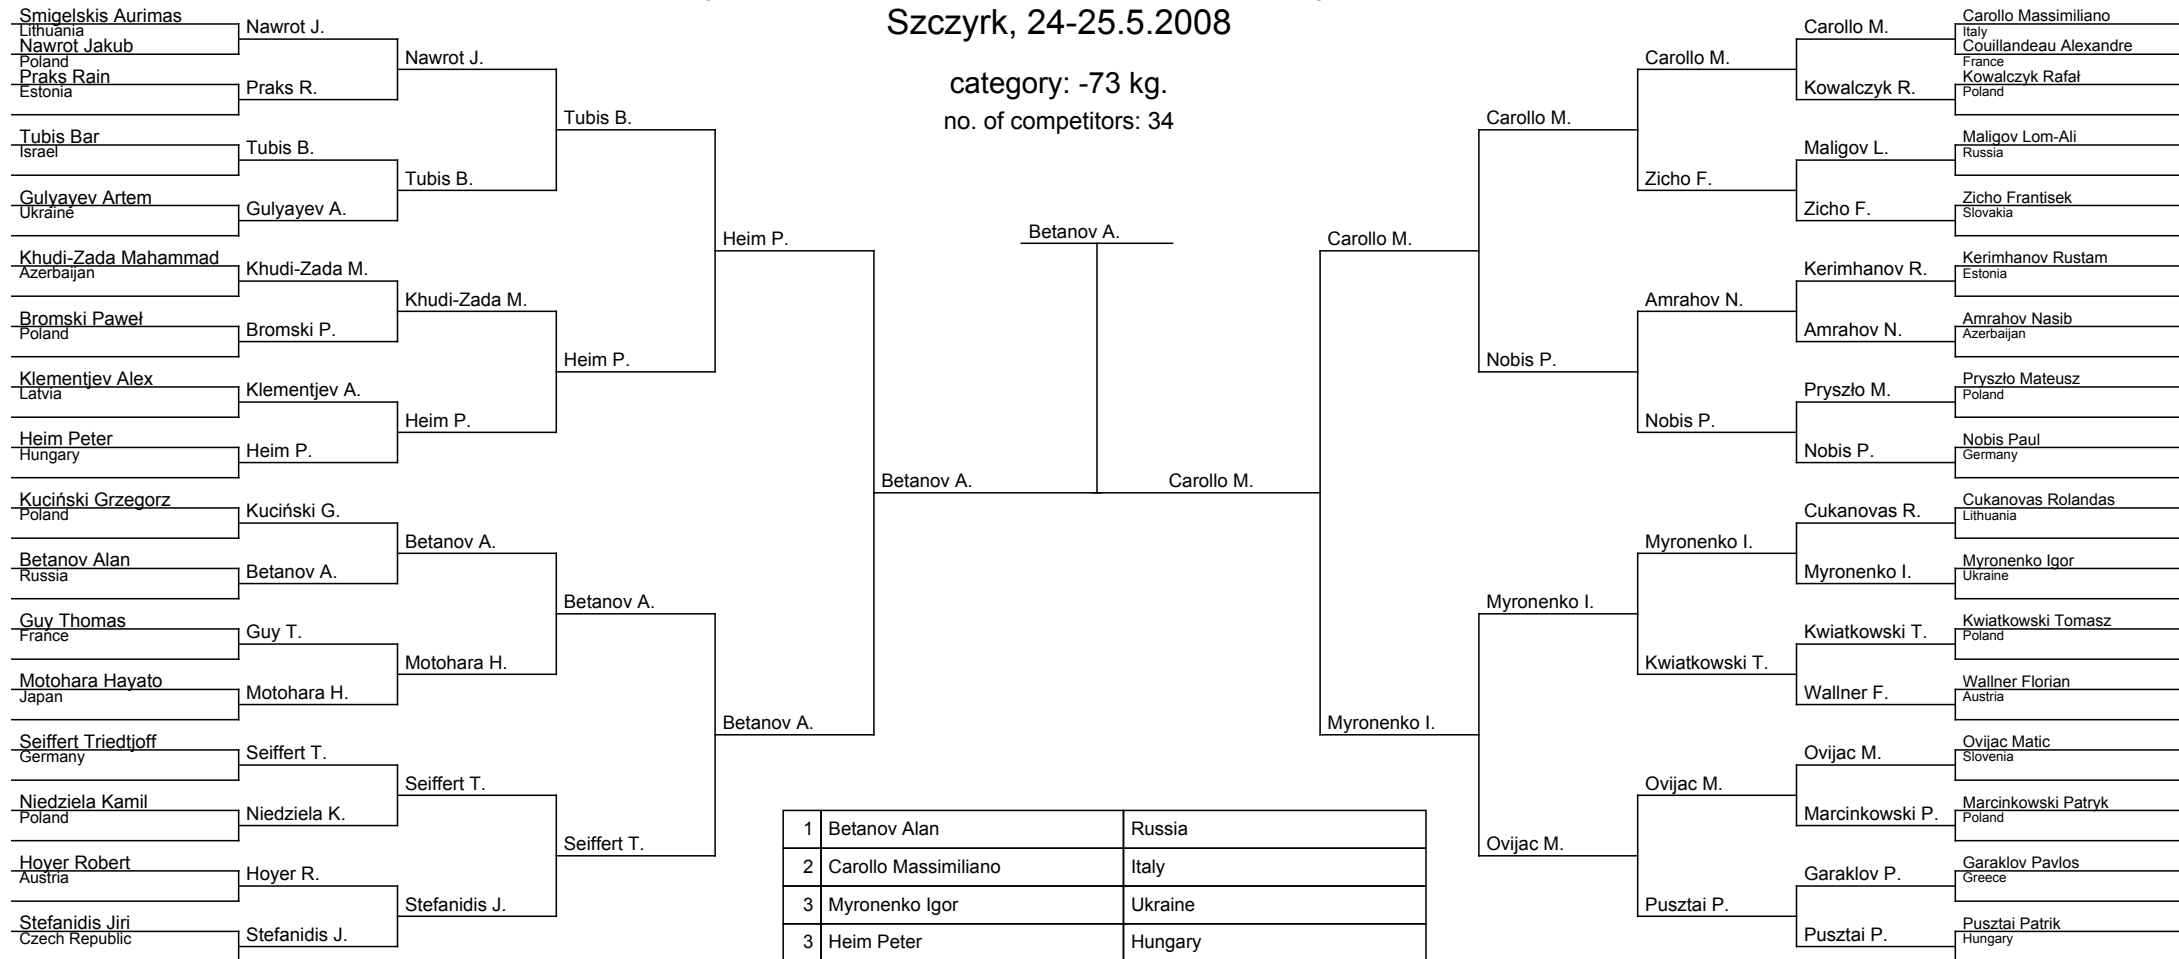 Szczyrk, 24-25.5.2008
category: -73 kg.
no. of competitors: 34
Smigelskis Aurimas
Lithuania
Nawrot Jakub
Poland
Praks Rain
Estonia
Tubis Bar
Israel
Gulyayev Artem
Ukraine
Khudi-Zada Mahammad
Azerbaijan
Bromski Paweł
Poland
Klementjev Alex
Latvia
Heim Peter
Hungary
Kuciński Grzegorz
Poland
Betanov Alan
Russia
Guy Thomas
France
Motohara Hayato
Japan
Seiffert Triedtjoff
Germany
Niedziela Kamil
Poland
Hoyer Robert
Austria
Stefanidis Jiri
Czech Republic
Nawrot J.
Praks R.
Tubis B.
Gulyayev A.
Khudi-Zada M.
Bromski P.
Klementjev A.
Heim P.
Kuciński G.
Betanov A.
Guy T.
Motohara H.
Seiffert T.
Niedziela K.
Hoyer R.
Stefanidis J.
Nawrot J.
Tubis B.
Khudi-Zada M.
Heim P.
Betanov A.
Motohara H.
Seiffert T.
Stefanidis J.
Tubis B.
Heim P.
Betanov A.
Seiffert T.
Heim P.
Betanov A.
Betanov A.
Betanov A.
Carollo M.
Carollo M.
Myronenko I.
Carollo M.
Nobis P.
Myronenko I.
Ovijac M.
Carollo M.
Zicho F.
Amrahov N.
Nobis P.
Myronenko I.
Kwiatkowski T.
Ovijac M.
Pusztai P.
Carollo M.
Kowalczyk R.
Maligov L.
Zicho F.
Kerimhanov R.
Amrahov N.
Pryszło M.
Nobis P.
Cukanovas R.
Myronenko I.
Kwiatkowski T.
Wallner F.
Ovijac M.
Marcinkowski P.
Garaklov P.
Pusztai P.
Carollo Massimiliano
Italy
Couillandeau Alexandre
France
Kowalczyk Rafał
Poland
Maligov Lom-Ali
Russia
Zicho Frantisek
Slovakia
Kerimhanov Rustam
Estonia
Amrahov Nasib
Azerbaijan
Pryszło Mateusz
Poland
Nobis Paul
Germany
Cukanovas Rolandas
Lithuania
Myronenko Igor
Ukraine
Kwiatkowski Tomasz
Poland
Wallner Florian
Austria
Ovijac Matic
Slovenia
Marcinkowski Patryk
Poland
Garaklov Pavlos
Greece
Pusztai Patrik
Hungary
1 Betanov Alan Russia
2 Carollo Massimiliano Italy
3 Myronenko Igor Ukraine
3 Heim Peter Hungary